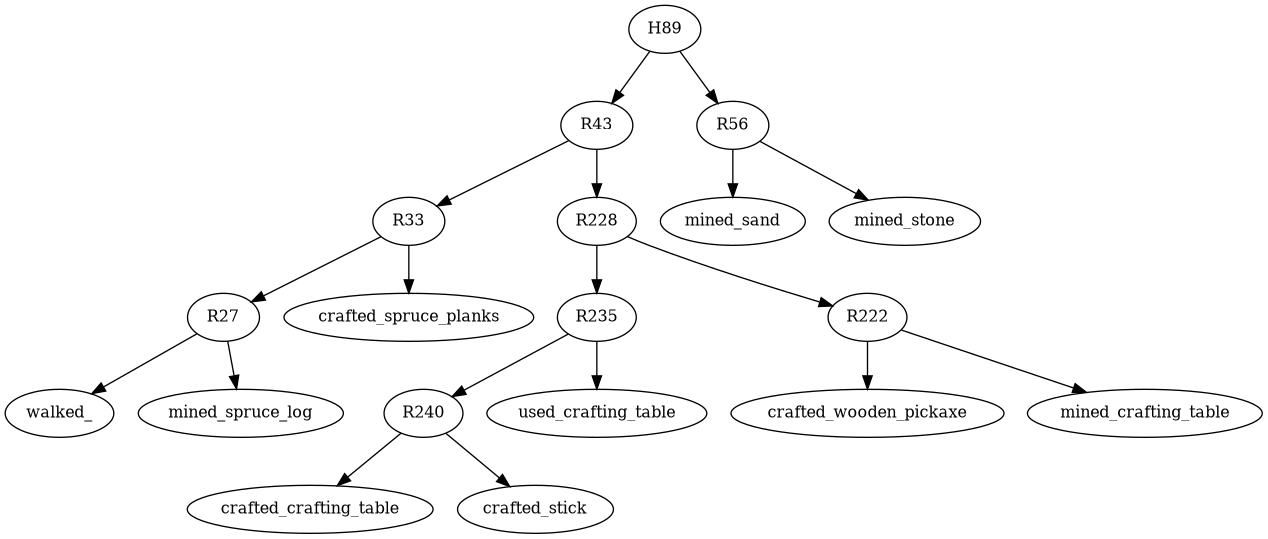 H89
R43
R56
R33
R228
mined_sand
mined_stone
R27
crafted_spruce_planks
R235
R222
walked_
mined_spruce_log
R240
used_crafting_table
crafted_wooden_pickaxe
mined_crafting_table
crafted_crafting_table
crafted_stick